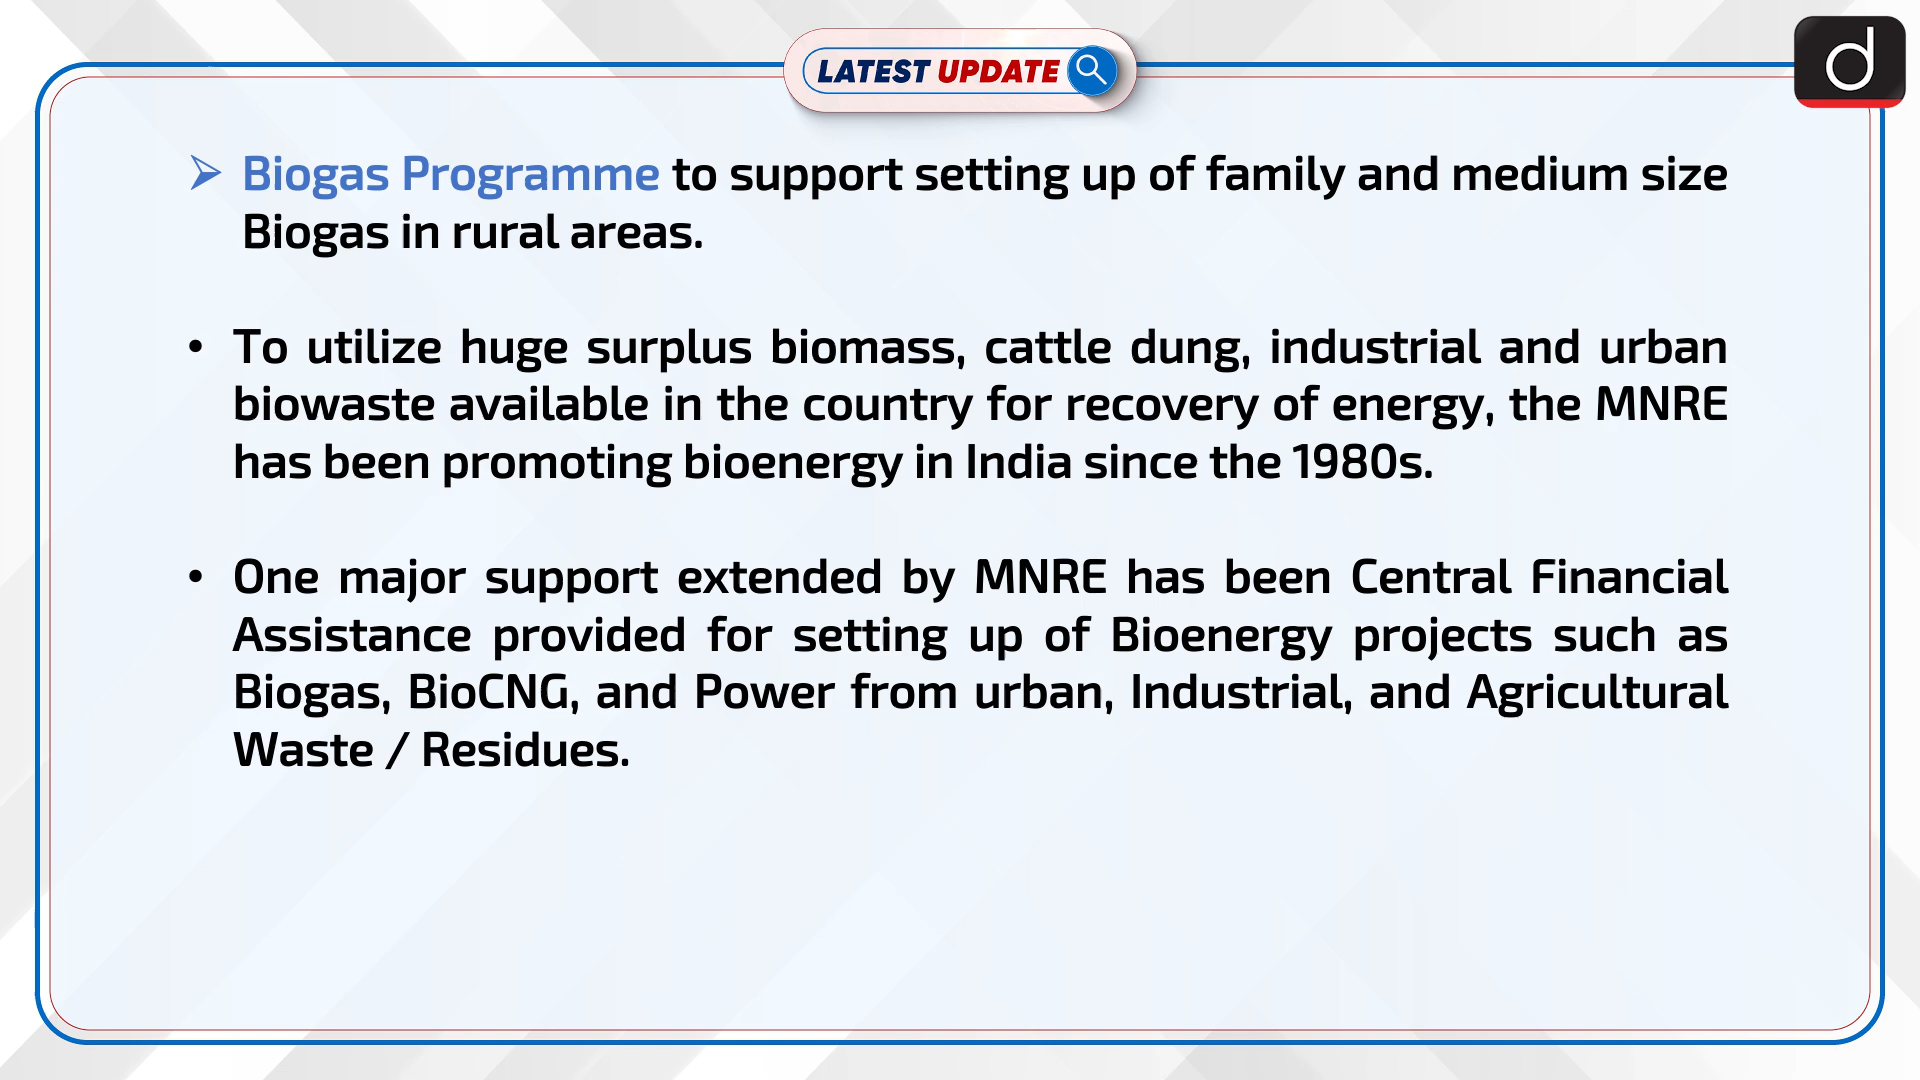 LATEST UPDATE
d
➢ Biogas Programme to support setting up of family and medium size
Biogas in rural areas.
• To utilize huge surplus biomass, cattle dung, industrial and urban
biowaste available in the country for recovery of energy, the MNRE
has been promoting bioenergy in India since the 1980s.
• One major support extended by MNRE has been Central Financial
Assistance provided for setting up of Bioenergy projects such as
Biogas, BioCNG, and Power from urban, Industrial, and Agricultural
Waste / Residues.